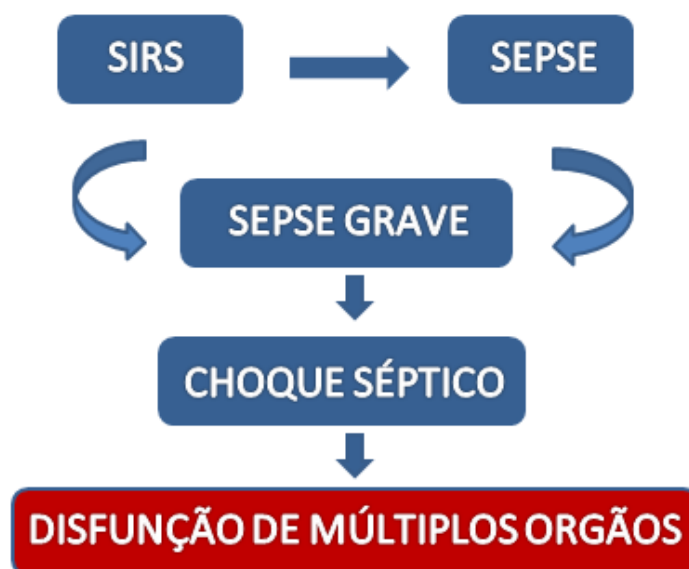 SIRS
SEPSE
SEPSE GRAVE
CHOQUE SÉPTICO
DISFUNÇÃO DE MÚLTIPLOS ORGÃOS